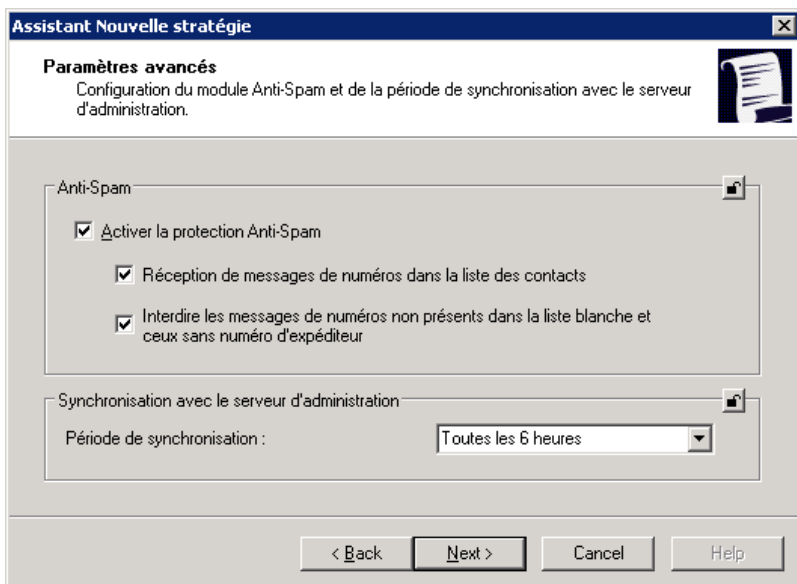 Assistant Nouvelle stratégie
Paramètres avancés
Configuration du module Anti-Spam et de la période de synchronisation avec le serveur
d'administration.
Anti-Spam
Activer la protection Anti-Spam
Réception de messages de numéros dans la liste des contacts
Interdire les messages de numéros non présents dans la liste blanche et
ceux sans numéro d'expéditeur
Synchronisation avec le serveur d'administration
Période de synchronisation : Toutes les 6 heures
< Back Next > Cancel Help